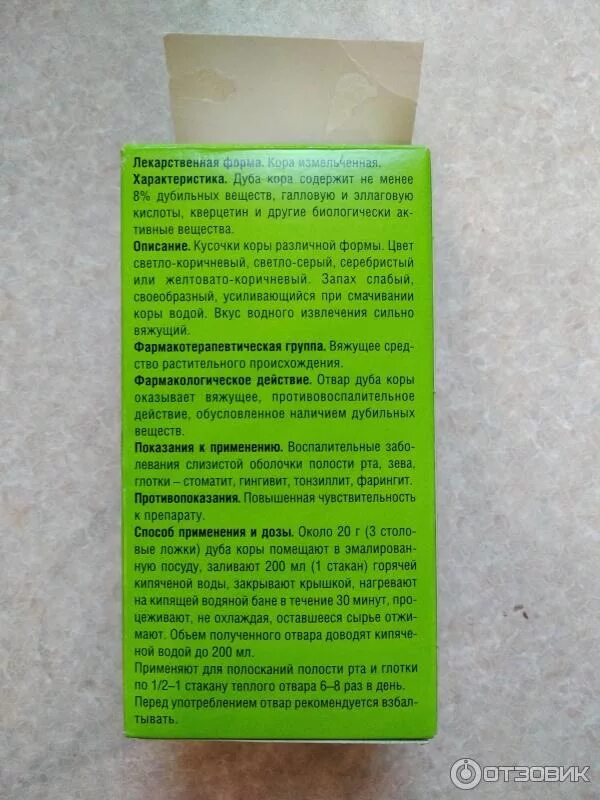 Лекарственная форма. Кора измельченная.
Характеристика. Дуба кора содержит не менее
8% дубильных веществ, галловую и эллаговую
кислоты, кверцетин и другие биологически ак-
тивные вещества.
Описание. Кусочки коры различной формы. Цвет
светло-коричневый, светло-серый, серебристый
или желтовато-коричневый. Запах слабый,
своеобразный, усиливающийся при смачивании
коры водой. Вкус водного извлечения сильно
вяжущий.
Фармакотерапевтическая группа. Вяжущее сред-
ство растительного происхождения.
Фармакологическое действие. Отвар дуба коры
оказывает вяжущее, противовоспалительное
действие, обусловленное наличием дубильных
веществ.
Показания к применению. Воспалительные забо-
левания слизистой оболочки полости рта, зева,
глотки – стоматит, гингивит, тонзиллит, фарингит.
Противопоказания. Повышенная чувствительность
к препарату.
Способ применения и дозы. Около 20 г (3 столо-
вые ложки) дуба коры помещают в эмалирован-
ную посуду, заливают 200 мл (1 стакан) горячей
кипяченой воды, закрывают крышкой, нагревают
на кипящей водяной бане в течение 30 минут, про-
цеживают, не охлаждая, оставшееся сырье отжи-
мают. Объем полученного отвара доводят кипяче-
ной водой до 200 мл.
Применяют для полосканий полости рта и глотки
по 1/2–1 стакану теплого отвара 6–8 раз в день.
Перед употреблением отвар рекомендуется взбал-
тывать.
ОТЗОВИК